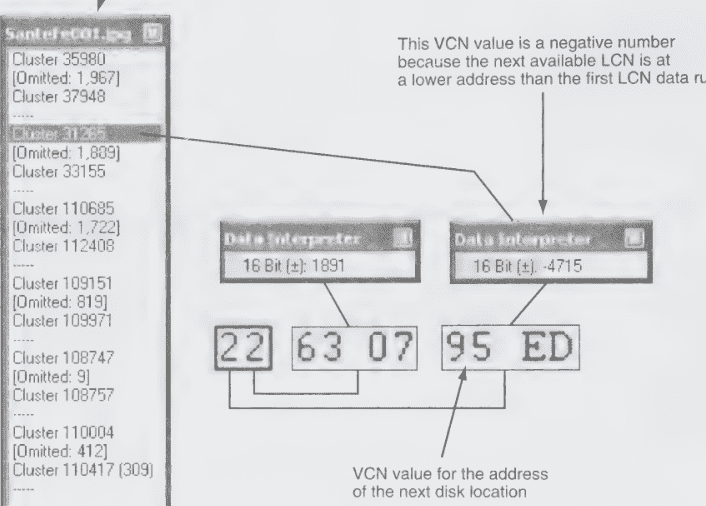 SanteFe001.jpg
Cluster 35980
[Omitted: 1,967]
Cluster 37948
-----
Cluster 31265
[Omitted: 1,889]
Cluster 33155
-----
Cluster 110685
[Omitted: 1,722]
Cluster 112408
-----
Cluster 109151
[Omitted: 819]
Cluster 109971
-----
Cluster 108747
[Omitted: 9]
Cluster 108757
-----
Cluster 110004
[Omitted: 412]
Cluster 110417 (309)
-----
This VCN value is a negative number
because the next available LCN is at
a lower address than the first LCN data ru
Data Interpreter
16 Bit (±): 1891
Data Interpreter
16 Bit (±): -4715
22 63 07 95 ED
VCN value for the address
of the next disk location